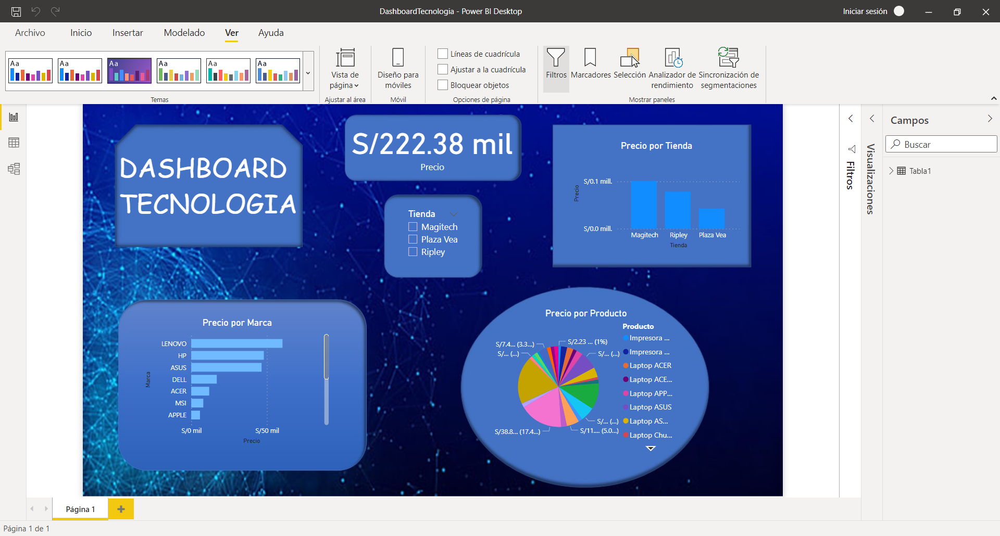 DashboardTecnologia - Power BI Desktop
Iniciar sesión
Archivo
Inicio
Insertar
Modelado
Ver
Ayuda
Aa
Aa
Aa
Aa
Aa
Aa
Temas
Vista de
página
Ajustar al área
Diseño para
móviles
Móvil
Líneas de cuadrícula
Ajustar a la cuadrícula
Bloquear objetos
Opciones de página
Filtros
Marcadores
Selección
Analizador de
rendimiento
Sincronización de
segmentaciones
Mostrar paneles
DASHBOARD
TECNOLOGIA
S/222.38 mil
Precio
Tienda
Magitech
Plaza Vea
Ripley
Precio por Tienda
Precio
S/0.1 mill.
S/0.0 mill.
Magitech
Ripley
Plaza Vea
Tienda
Precio por Marca
Marca
LENOVO
HP
ASUS
DELL
ACER
MSI
APPLE
S/0 mil
S/50 mil
Precio
Precio por Producto
S/7.4... (3.3...)
S/... (...)
S/2.23 ... (1%)
S/... (...)
S/... (...)
S/11.... (5.0...)
S/38.8... (17.4...)
Producto
Impresora ...
Impresora ...
Laptop ACER
Laptop ACE...
Laptop APP...
Laptop ASUS
Laptop AS...
Laptop Chu...
Filtros
Visualizaciones
Campos
Buscar
Tabla1
Página 1
Página 1 de 1